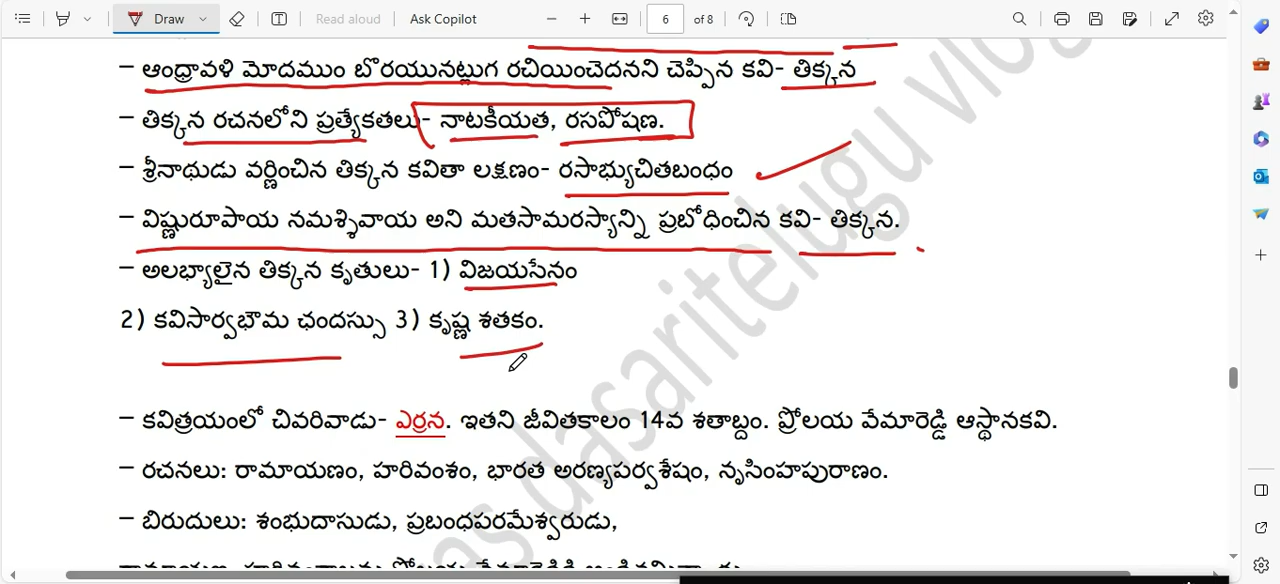 Draw
Read aloud
Ask Copilot
6
of 8
– ఆంధ్రావళి మోదముం బొరయునట్లుగ రచియించెదనని చెప్పిన కవి- తిక్కన
– తిక్కన రచనలోని ప్రత్యేకతలు- నాటకీయత, రసపోషణ.
– శ్రీనాథుడు వర్ణించిన తిక్కన కవితా లక్షణం- రసాభ్యుచితబంధం
– విష్ణురూపాయ నమశ్శివాయ అని మతసామరస్యాన్ని ప్రబోధించిన కవి- తిక్కన.
– అలభ్యాలైన తిక్కన కృతులు- 1) విజయసేనం
2) కవిసార్వభౌమ ఛందస్సు 3) కృష్ణ శతకం.
– కవిత్రయంలో చివరివాడు- ఎర్రన. ఇతని జీవితకాలం 14వ శతాబ్దం. ప్రోలయ వేమారెడ్డి ఆస్థానకవి.
– రచనలు: రామాయణం, హరివంశం, భారత అరణ్యపర్వశేషం, నృసింహపురాణం.
– బిరుదులు: శంభుదాసుడు, ప్రబంధపరమేశ్వరుడు,
as dasaritelugu vlog